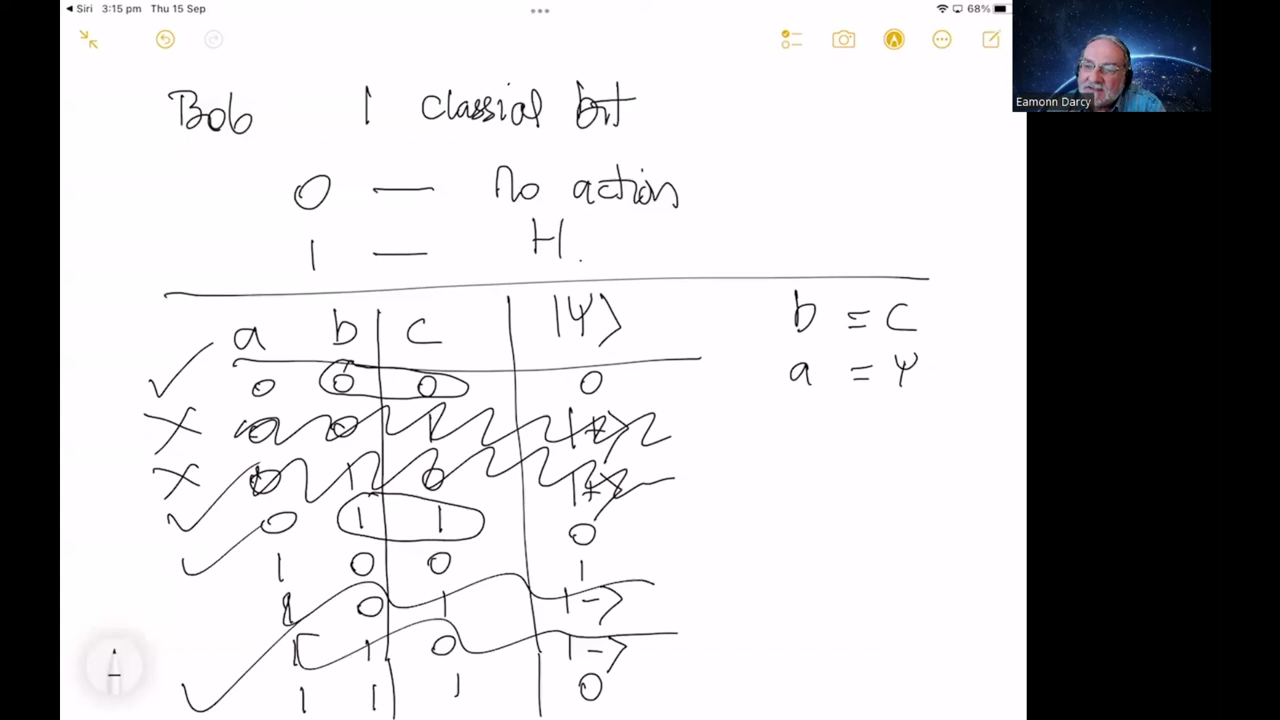 Siri 3:15 pm Thu 15 Sep 68%
Eamonn Darcy
Bob 1 classial bit
0 — no action
1 — H.
a b c |ψ⟩
b = c
a = ψ
0 0 0 0
0 0 1 |+⟩
0 1 0 |+⟩
0 1 1 0
1 0 0 1
1 0 1 |-⟩
1 1 0 |-⟩
1 1 1 0